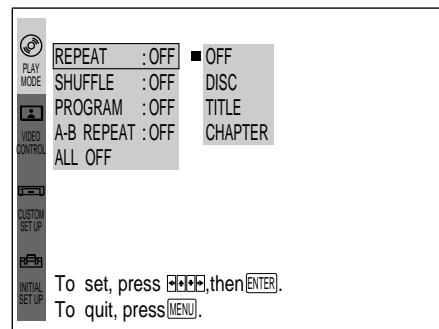 PLAY
MODE
REPEAT :OFF
SHUFFLE :OFF
PROGRAM :OFF
A-B REPEAT :OFF
ALL OFF
OFF
DISC
TITLE
CHAPTER
VIDEO
CONTROL
CUSTOM
SET UP
INITIAL
SET UP
To set, press ,then ENTER.
To quit, press MENU.